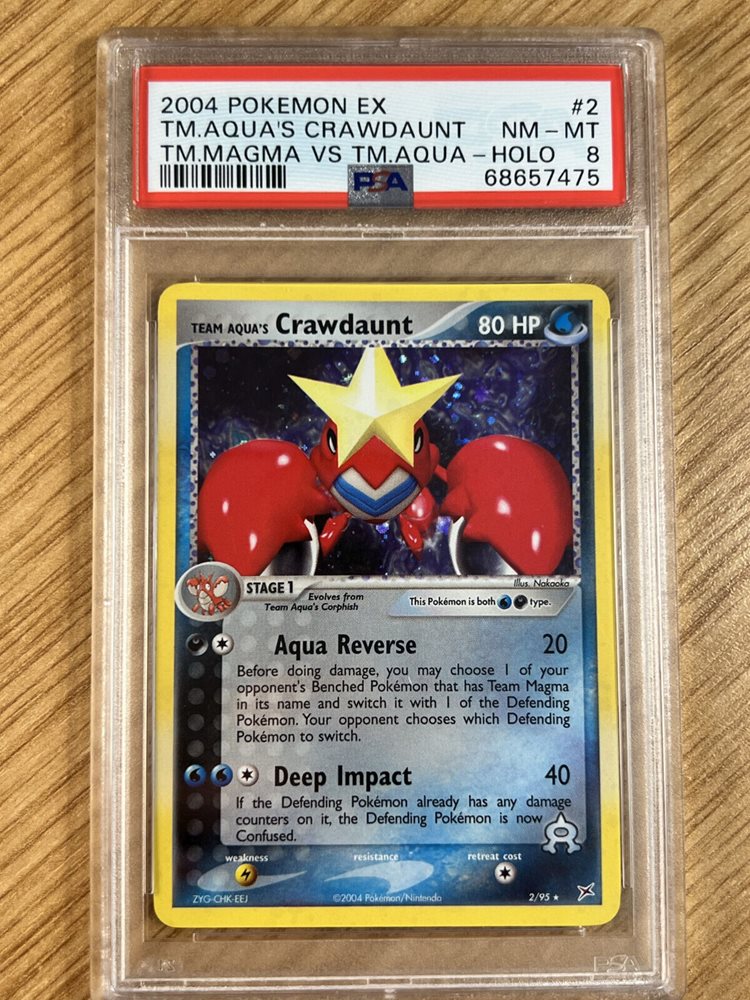 2004 POKEMON EX #2
TM.AQUA'S CRAWDAUNT NM-MT
TM.MAGMA VS TM.AQUA-HOLO 8
PSA 68657475
TEAM AQUA'S Crawdaunt 80 HP
Illus. Nakaoka
STAGE 1
Evolves from
Team Aqua's Corphish
This Pokémon is both type.
Aqua Reverse 20
Before doing damage, you may choose 1 of your
opponent's Benched Pokémon that has Team Magma
in its name and switch it with 1 of the Defending
Pokémon. Your opponent chooses which Defending
Pokémon to switch.
Deep Impact 40
If the Defending Pokémon already has any damage
counters on it, the Defending Pokémon is now
Confused.
weakness resistance retreat cost
ZYG-CHK-EEJ ©2004 Pokémon/Nintendo 2/95 ★
PSA